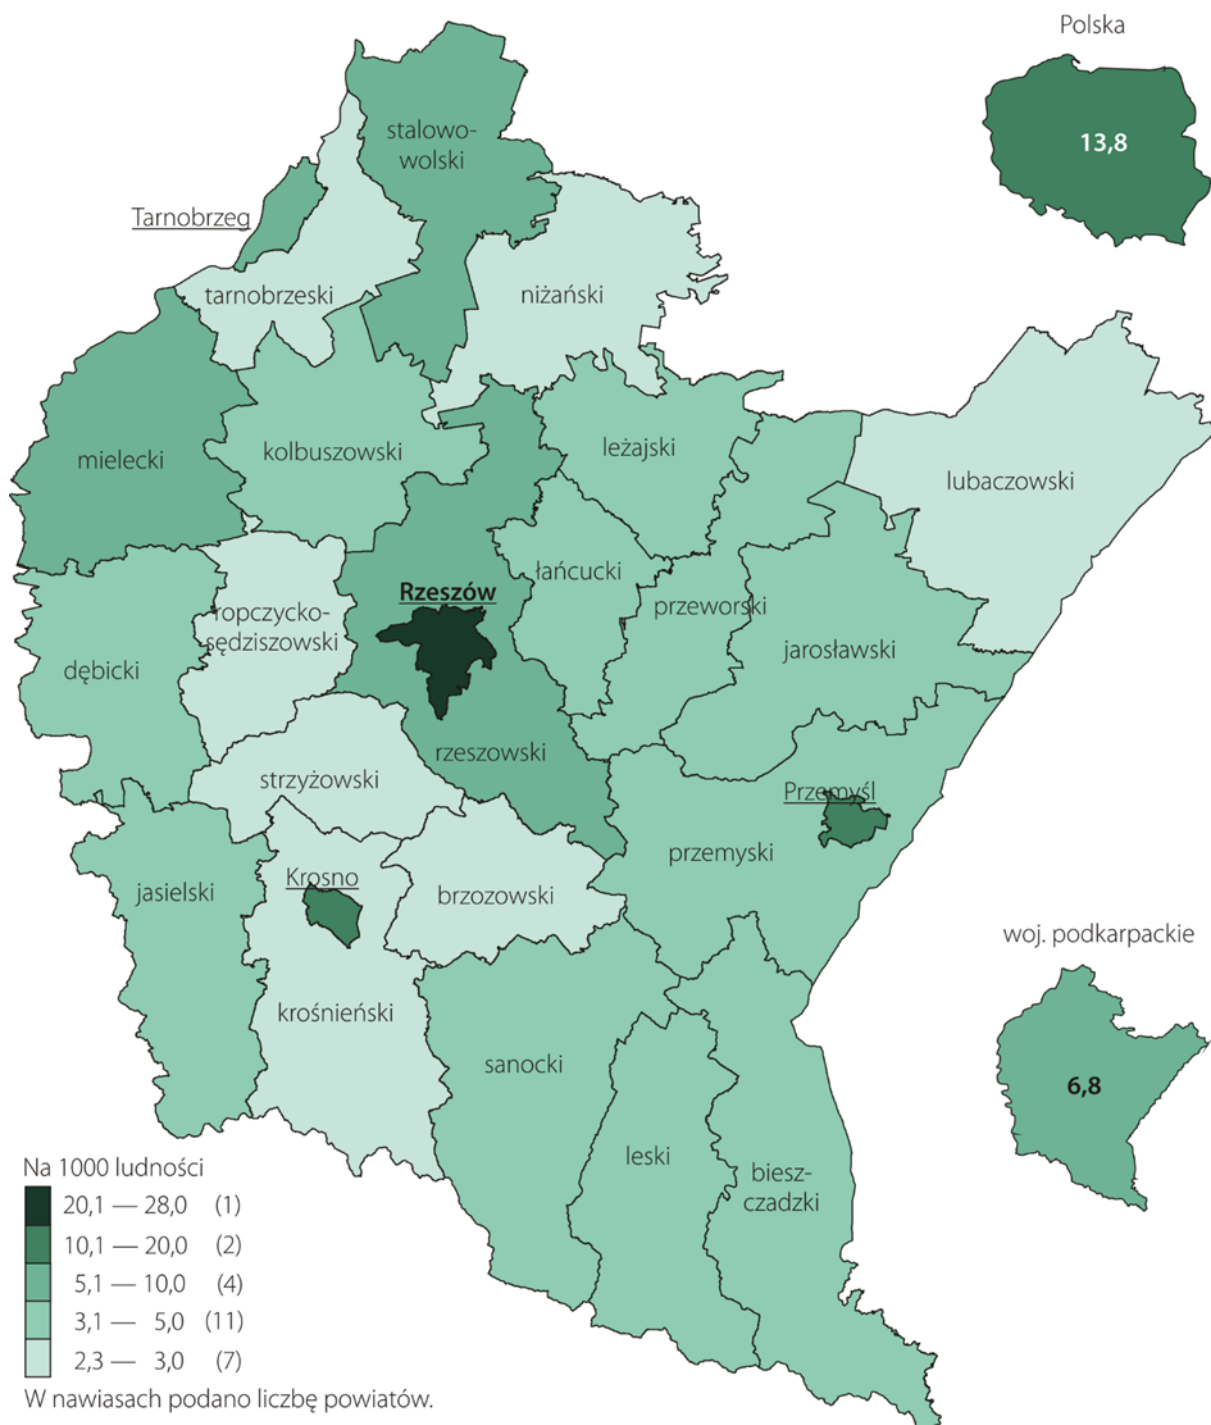 Polska
13,8
stalowo-
wolski
Tarnobrzeg
tarnobrzeski
niżański
mielecki
kolbuszowski
leżajski
lubaczowski
łańcucki
Rzeszów
przeworski
ropczycko-
sędziszowski
jarosławski
dębicki
rzeszowski
strzyżowski
Przemyśl
przemyski
jasielski
Krosno
brzozowski
woj. podkarpackie
6,8
krośnieński
sanocki
leski
biesz-
czadzki
Na 1000 ludności
20,1 — 28,0 (1)
10,1 — 20,0 (2)
5,1 — 10,0 (4)
3,1 — 5,0 (11)
2,3 — 3,0 (7)
W nawiasach podano liczbę powiatów.